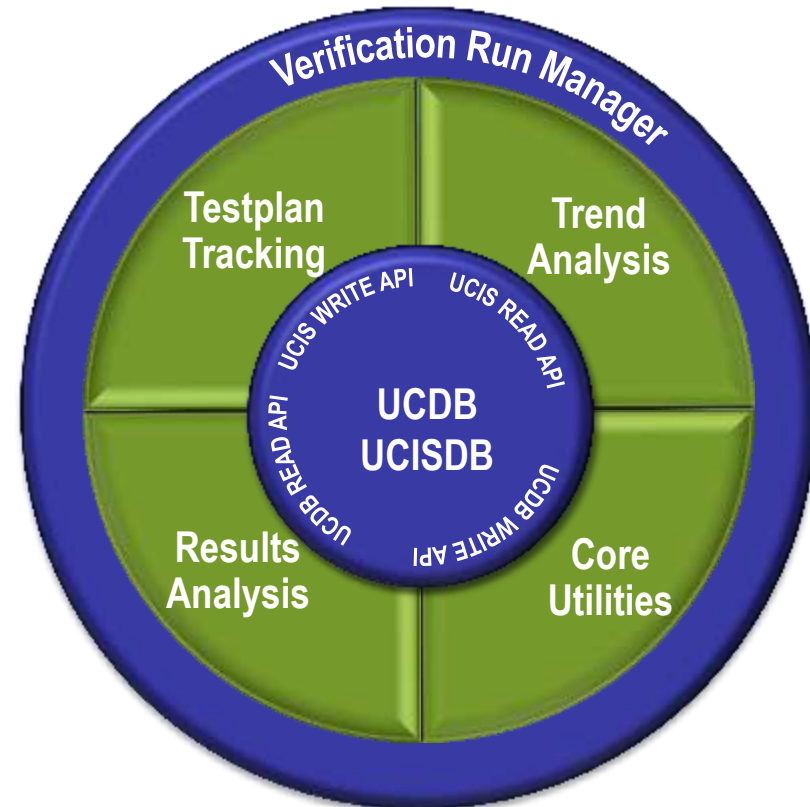 Verification Run Manager
Testplan
Tracking
Trend
Analysis
UCIS WRITE API
UCIS READ API
UCDB
UCISDB
UCDB READ API
UCDB WRITE API
Results
Analysis
Core
Utilities